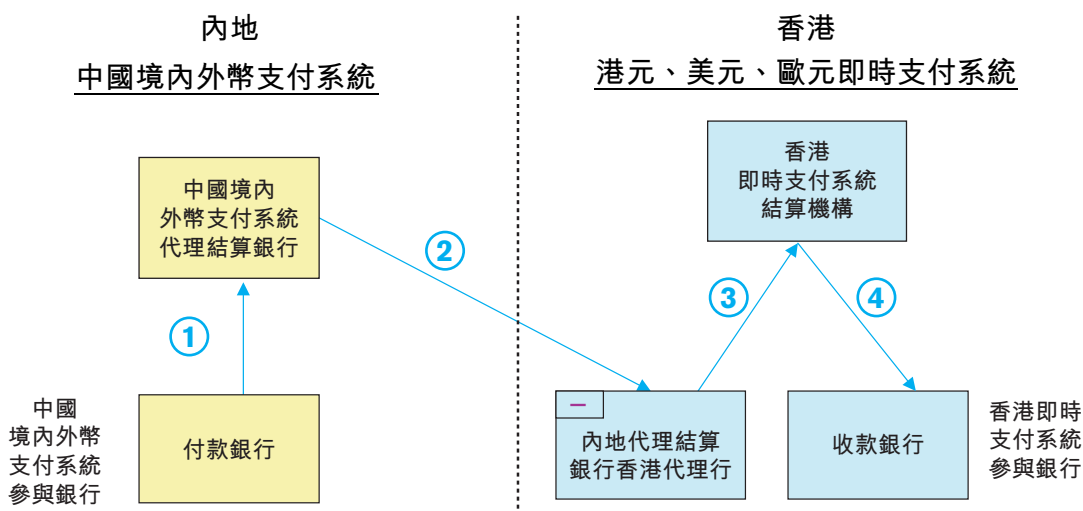 內地
中國境內外幣支付系統
香港
港元、美元、歐元即時支付系統
中國境內
外幣支付系統
代理結算銀行
香港
即時支付系統
結算機構
②
①
③
④
中國
境內外幣
支付系統
參與銀行
付款銀行
一
內地代理結算
銀行香港代理行
收款銀行
香港即時
支付系統
參與銀行